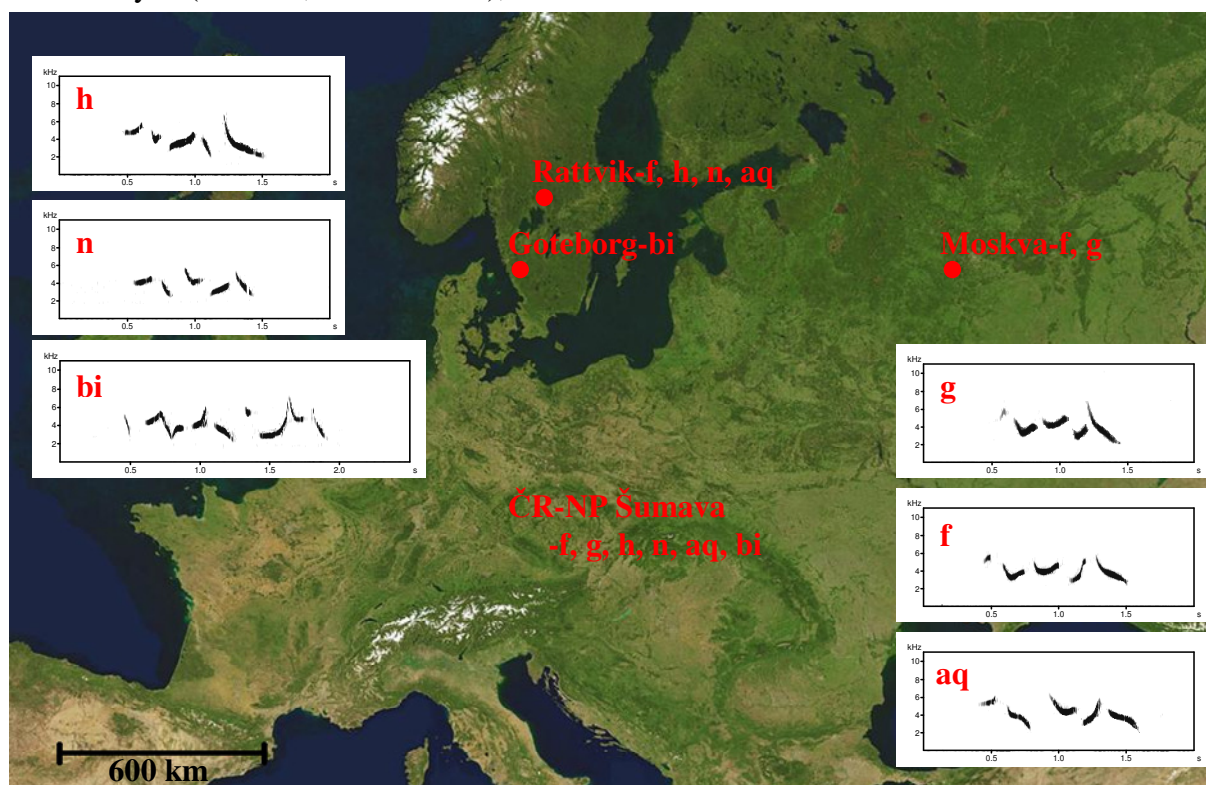 kHz
10
8
6
4
2
h
0.5 1.0 1.5 s
kHz
10
8
6
4
2
n
0.5 1.0 1.5 s
kHz
10
8
6
4
2
bi
0.5 1.0 1.5 2.0 s
Rattvik-f, h, n, aq
Goteborg-bi
Moskva-f, g
ČR-NP Šumava
-f, g, h, n, aq, bi
kHz
10
8
6
4
2
g
0.5 1.0 1.5 s
kHz
10
8
6
4
2
f
0.5 1.0 1.5 s
kHz
10
8
6
4
2
aq
0.5 1.0 1.5 s
600 km